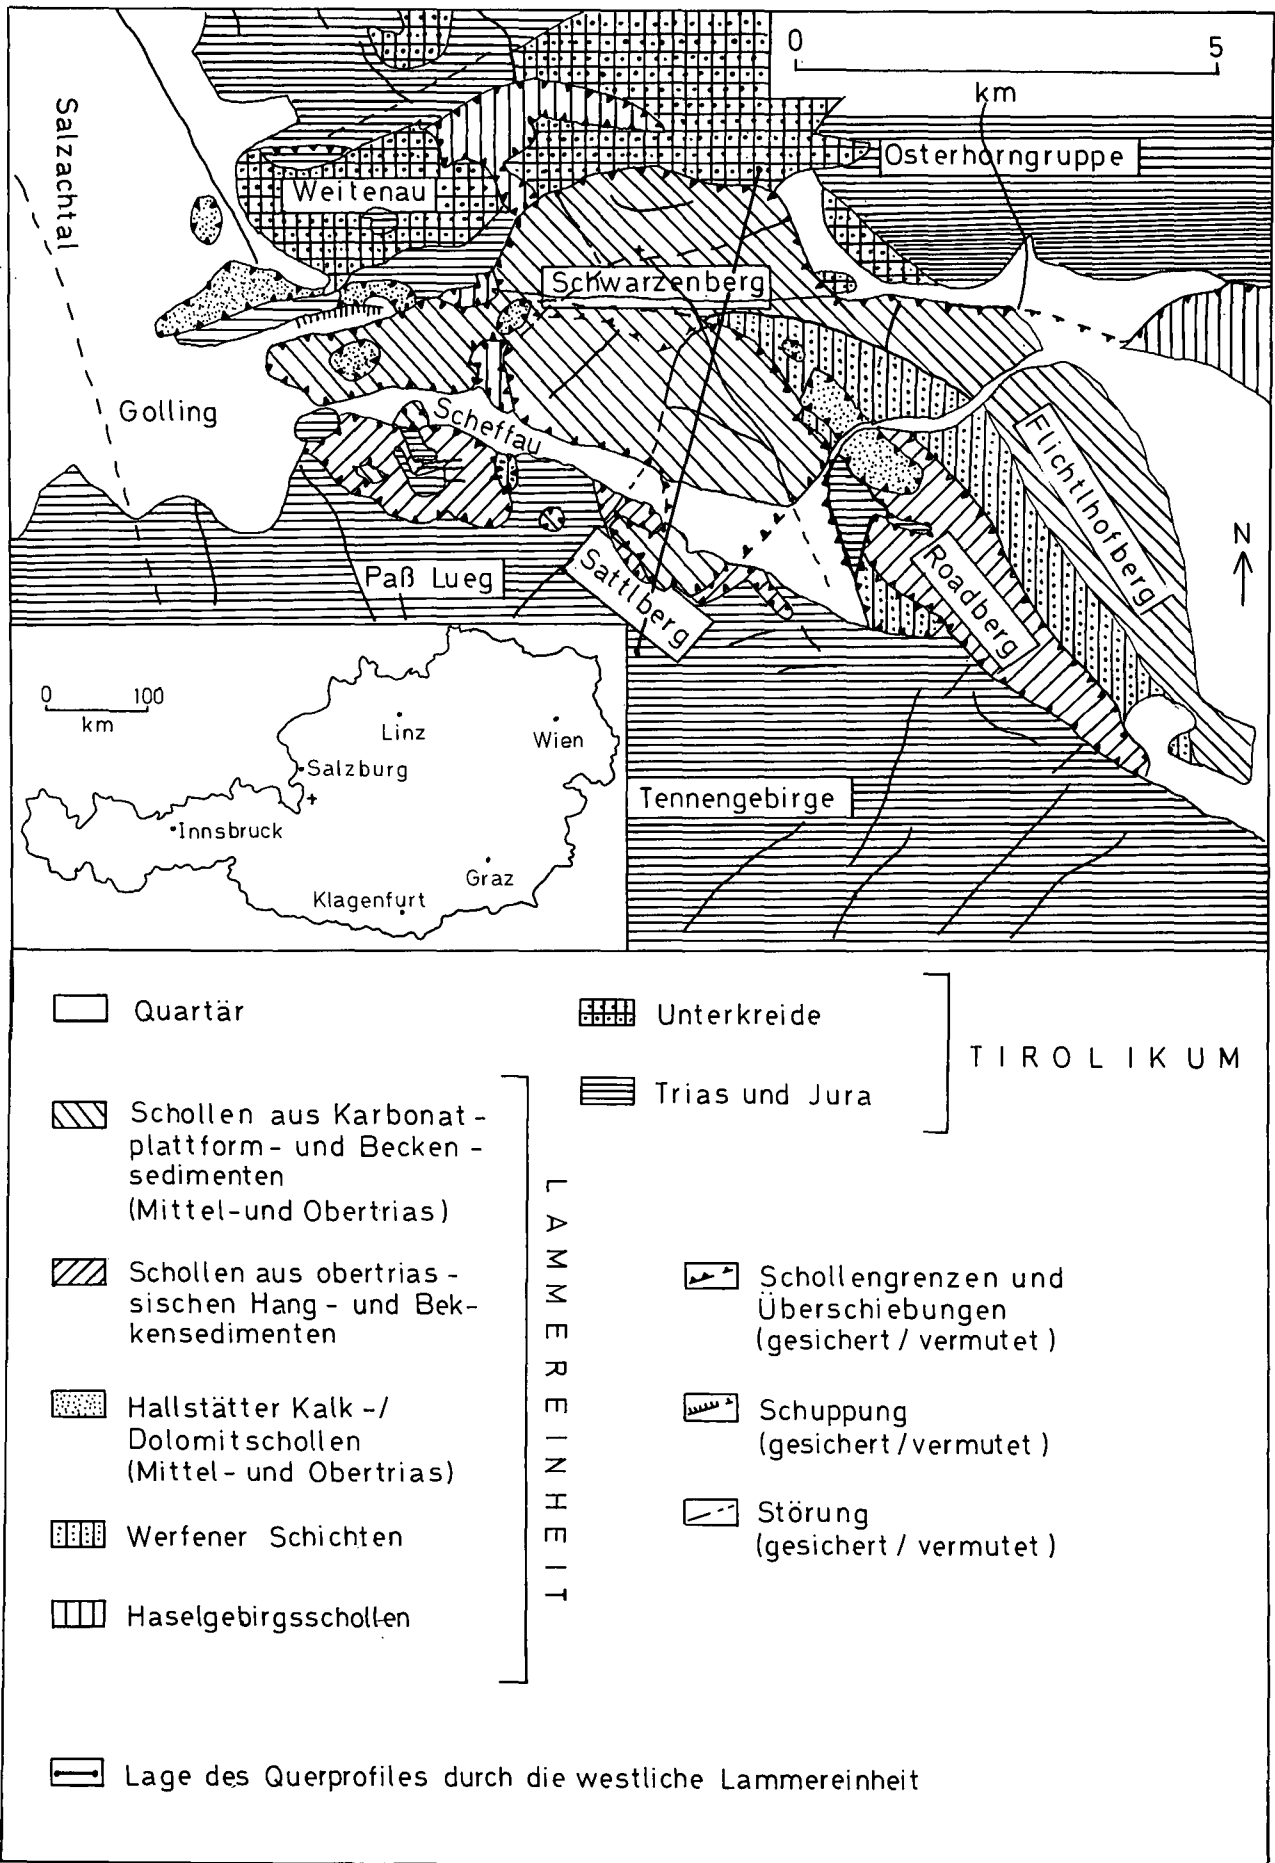 0 5
km
Salzachtal
Osterhorngruppe
Weitenau
Schwarzenberg
Golling
Scheffau
Flichtlhofberg
N
Paß Lueg
Sattlberg
Roadberg
0 100
km
Linz
Wien
Salzburg
Innsbruck
Graz
Klagenfurt
Tennengebirge
Quartär
Schollen aus Karbonat-
plattform- und Becken-
sedimenten
(Mittel- und Obertrias)
Schollen aus obertrias-
sischen Hang- und Bek-
kensedimenten
Hallstätter Kalk-/
Dolomitschollen
(Mittel- und Obertrias)
Werfener Schichten
Haselgebirgsschollen
LAMMEREINHEIT
Unterkreide
Trias und Jura
TIROLIKUM
Schollengrenzen und
Überschiebungen
(gesichert / vermutet)
Schuppung
(gesichert / vermutet)
Störung
(gesichert / vermutet)
Lage des Querprofiles durch die westliche Lammereinheit